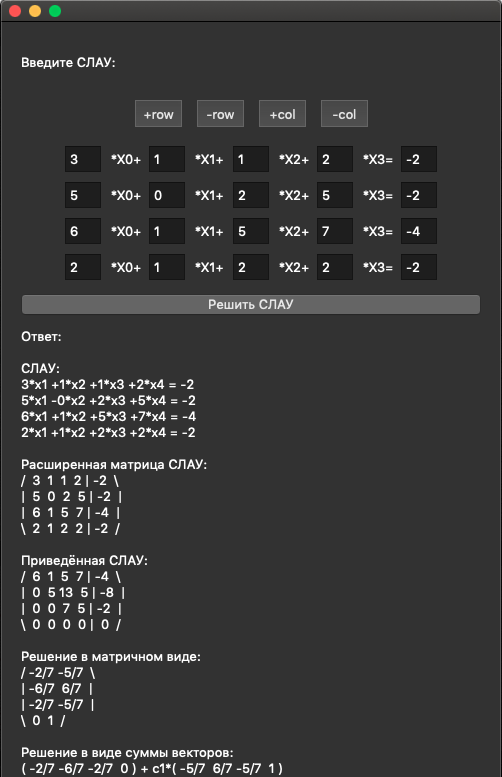 Введите СЛАУ:
+row -row +col -col
3 *X0+ 1 *X1+ 1 *X2+ 2 *X3= -2
5 *X0+ 0 *X1+ 2 *X2+ 5 *X3= -2
6 *X0+ 1 *X1+ 5 *X2+ 7 *X3= -4
2 *X0+ 1 *X1+ 2 *X2+ 2 *X3= -2
Решить СЛАУ
Ответ:
СЛАУ:
3*x1 +1*x2 +1*x3 +2*x4 = -2
5*x1 -0*x2 +2*x3 +5*x4 = -2
6*x1 +1*x2 +5*x3 +7*x4 = -4
2*x1 +1*x2 +2*x3 +2*x4 = -2
Расширенная матрица СЛАУ:
/ 3 1 1 2 | -2 \
| 5 0 2 5 | -2 |
| 6 1 5 7 | -4 |
\ 2 1 2 2 | -2 /
Приведённая СЛАУ:
/ 6 1 5 7 | -4 \
| 0 5 13 5 | -8 |
| 0 0 7 5 | -2 |
\ 0 0 0 0 | 0 /
Решение в матричном виде:
/ -2/7 -5/7 \
| -6/7 6/7 |
| -2/7 -5/7 |
\ 0 1 /
Решение в виде суммы векторов:
( -2/7 -6/7 -2/7 0 ) + c1*( -5/7 6/7 -5/7 1 )